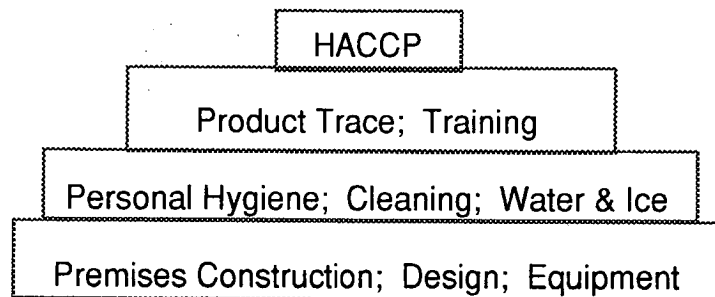 HACCP
Product Trace; Training
Personal Hygiene; Cleaning; Water & Ice
Premises Construction; Design; Equipment